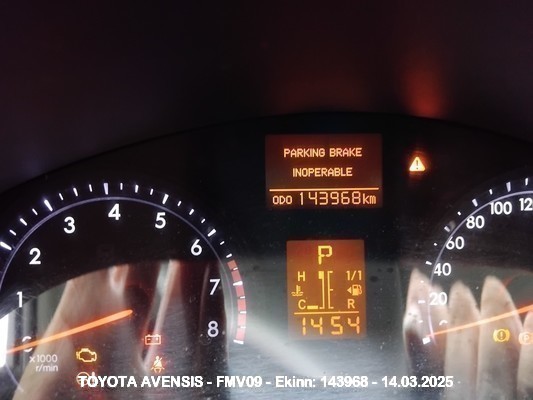 PARKING BRAKE
INOPERABLE
ODO 143968km
1 2 3 4 5 6 7 8
x1000
r/min
P
H 1/1
C R
1454
20 40 60 80 100
TOYOTA AVENSIS - FMV09 - Ekinn: 143968 - 14.03.2025